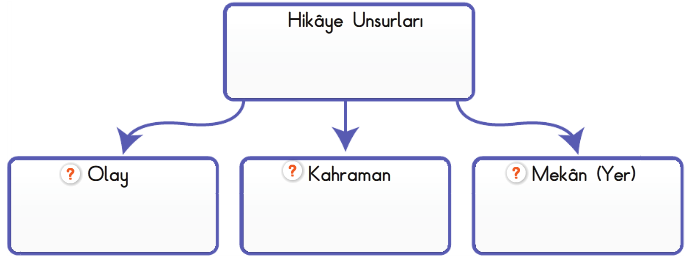 Hikâye Unsurları
? Olay
? Kahraman
? Mekân (Yer)